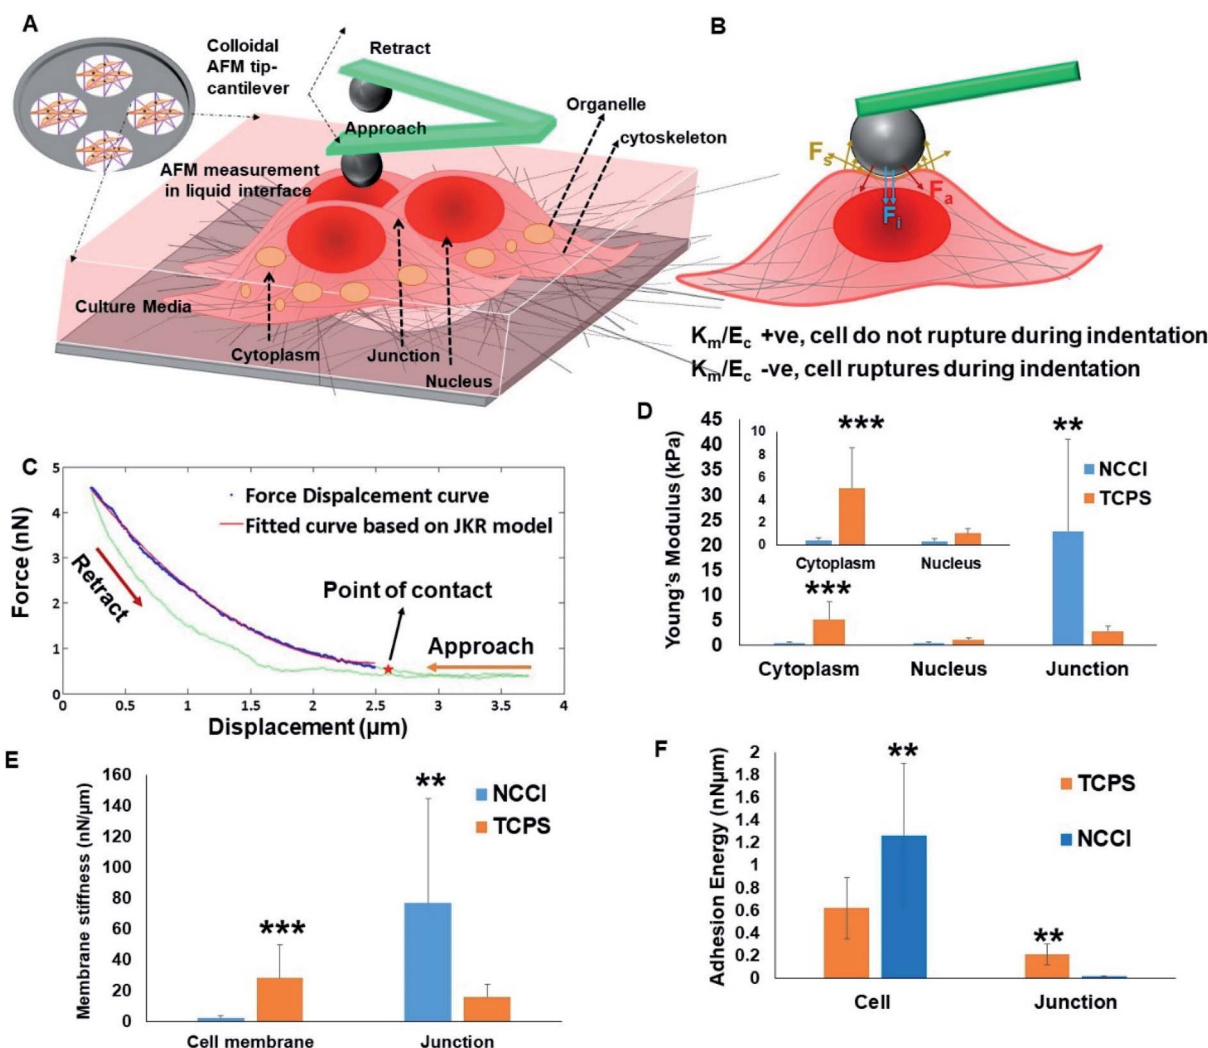 A
Colloidal
AFM tip-
cantilever
Retract
Approach
AFM measurement
in liquid interface
Organelle
cytoskeleton
Culture Media
Cytoplasm
Junction
Nucleus
B
Fs
Fa
Fi
Km/Ec +ve, cell do not rupture during indentation
Km/Ec -ve, cell ruptures during indentation
C
Force (nN)
5
4
3
2
1
0
Force Dispalcement curve
Fitted curve based on JKR model
Retract
Point of contact
Approach
0 0.5 1 1.5 2 2.5 3 3.5 4
Displacement (µm)
D
Young's Modulus (kPa)
45
40
35
30
25
20
15
10
5
0
10
8
6
4
2
0
***
Cytoplasm Nucleus
**
NCCI
TCPS
***
Cytoplasm Nucleus Junction
E
Membrane stiffness (nN/µm)
160
140
120
100
80
60
40
20
0
***
**
NCCI
TCPS
Cell membrane Junction
F
Adhesion Energy (nNµm)
2
1.8
1.6
1.4
1.2
1
0.8
0.6
0.4
0.2
0
**
**
TCPS
NCCI
Cell Junction